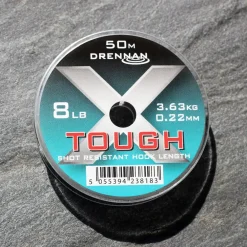 50M
DRENNAN
X
8LB
3.63KG
0.22MM
TOUGH
SHOT RESISTANT HOOK LENGTH
5 055394 238183